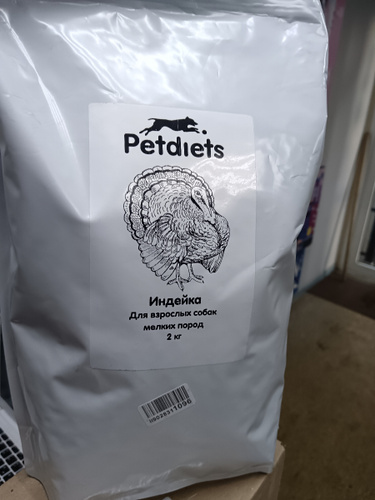 Petdiets
Индейка
Для взрослых собак
мелких пород
2 кг